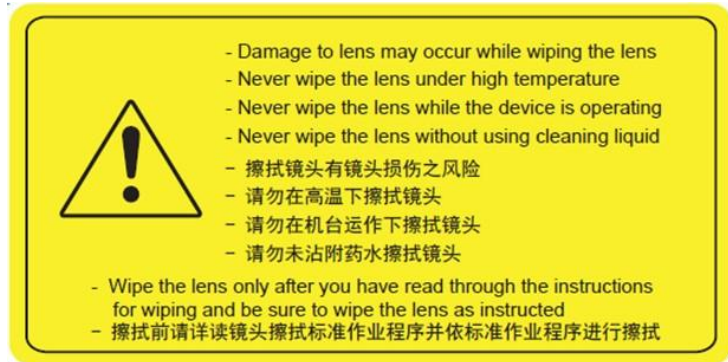 - Damage to lens may occur while wiping the lens
- Never wipe the lens under high temperature
- Never wipe the lens while the device is operating
- Never wipe the lens without using cleaning liquid
- 擦拭镜头有镜头损伤之风险
- 请勿在高温下擦拭镜头
- 请勿在机台运作下擦拭镜头
- 请勿未沾附药水擦拭镜头
- Wipe the lens only after you have read through the instructions
for wiping and be sure to wipe the lens as instructed
- 擦拭前请详读镜头擦拭标准作业程序并依标准作业程序进行擦拭